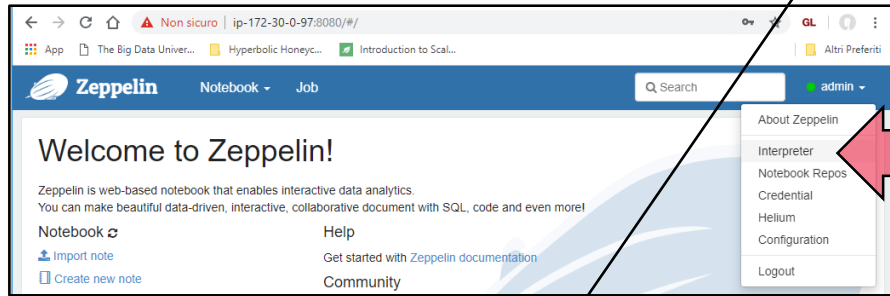 Non sicuro | ip-172-30-0-97:8080/#/
GL
App The Big Data Univer... Hyperbolic Honeyc... Introduction to Scal... Altri Preferiti
Zeppelin Notebook Job Search admin
About Zeppelin
Welcome to Zeppelin!
Interpreter
Notebook Repos
Zeppelin is web-based notebook that enables interactive data analytics.
Credential
You can make beautiful data-driven, interactive, collaborative document with SQL, code and even more!
Helium
Notebook Help
Configuration
Import note Get started with Zeppelin documentation
Logout
Create new note Community